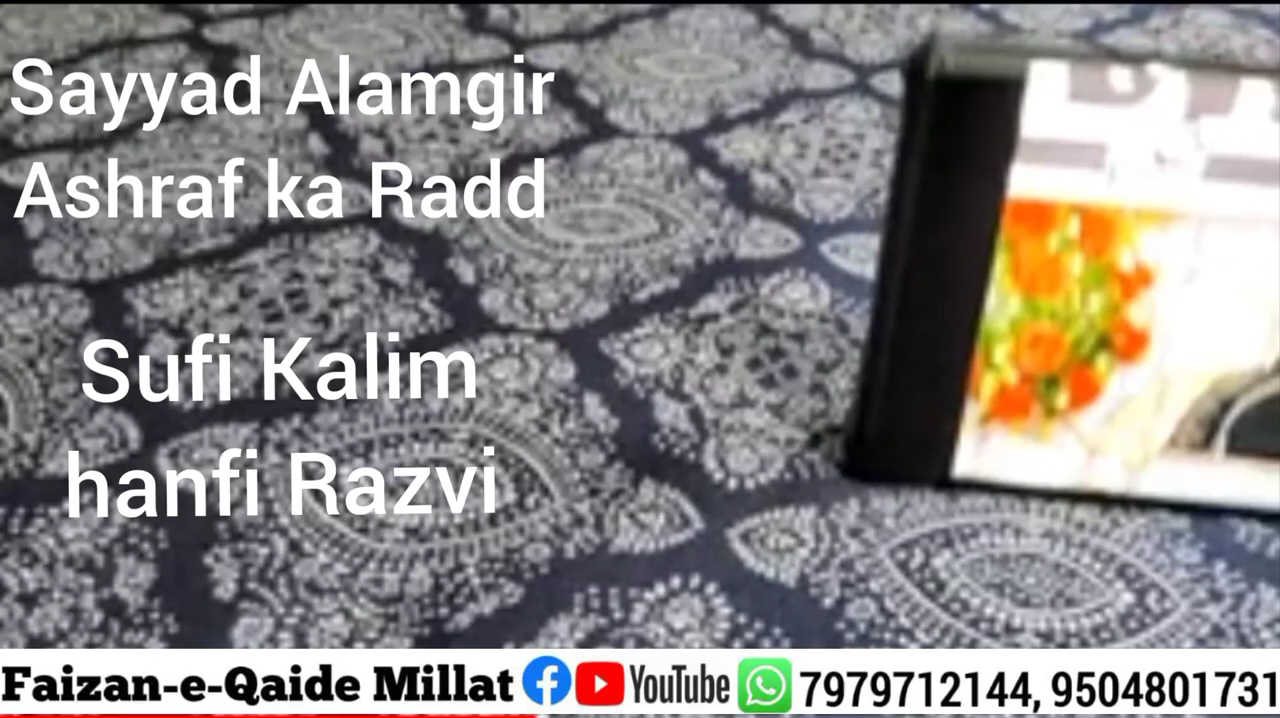 Sayyad Alamgir
Ashraf ka Radd
Sufi Kalim
hanfi Razvi
Faizan-e-Qaide Millat YouTube 7979712144, 9504801731